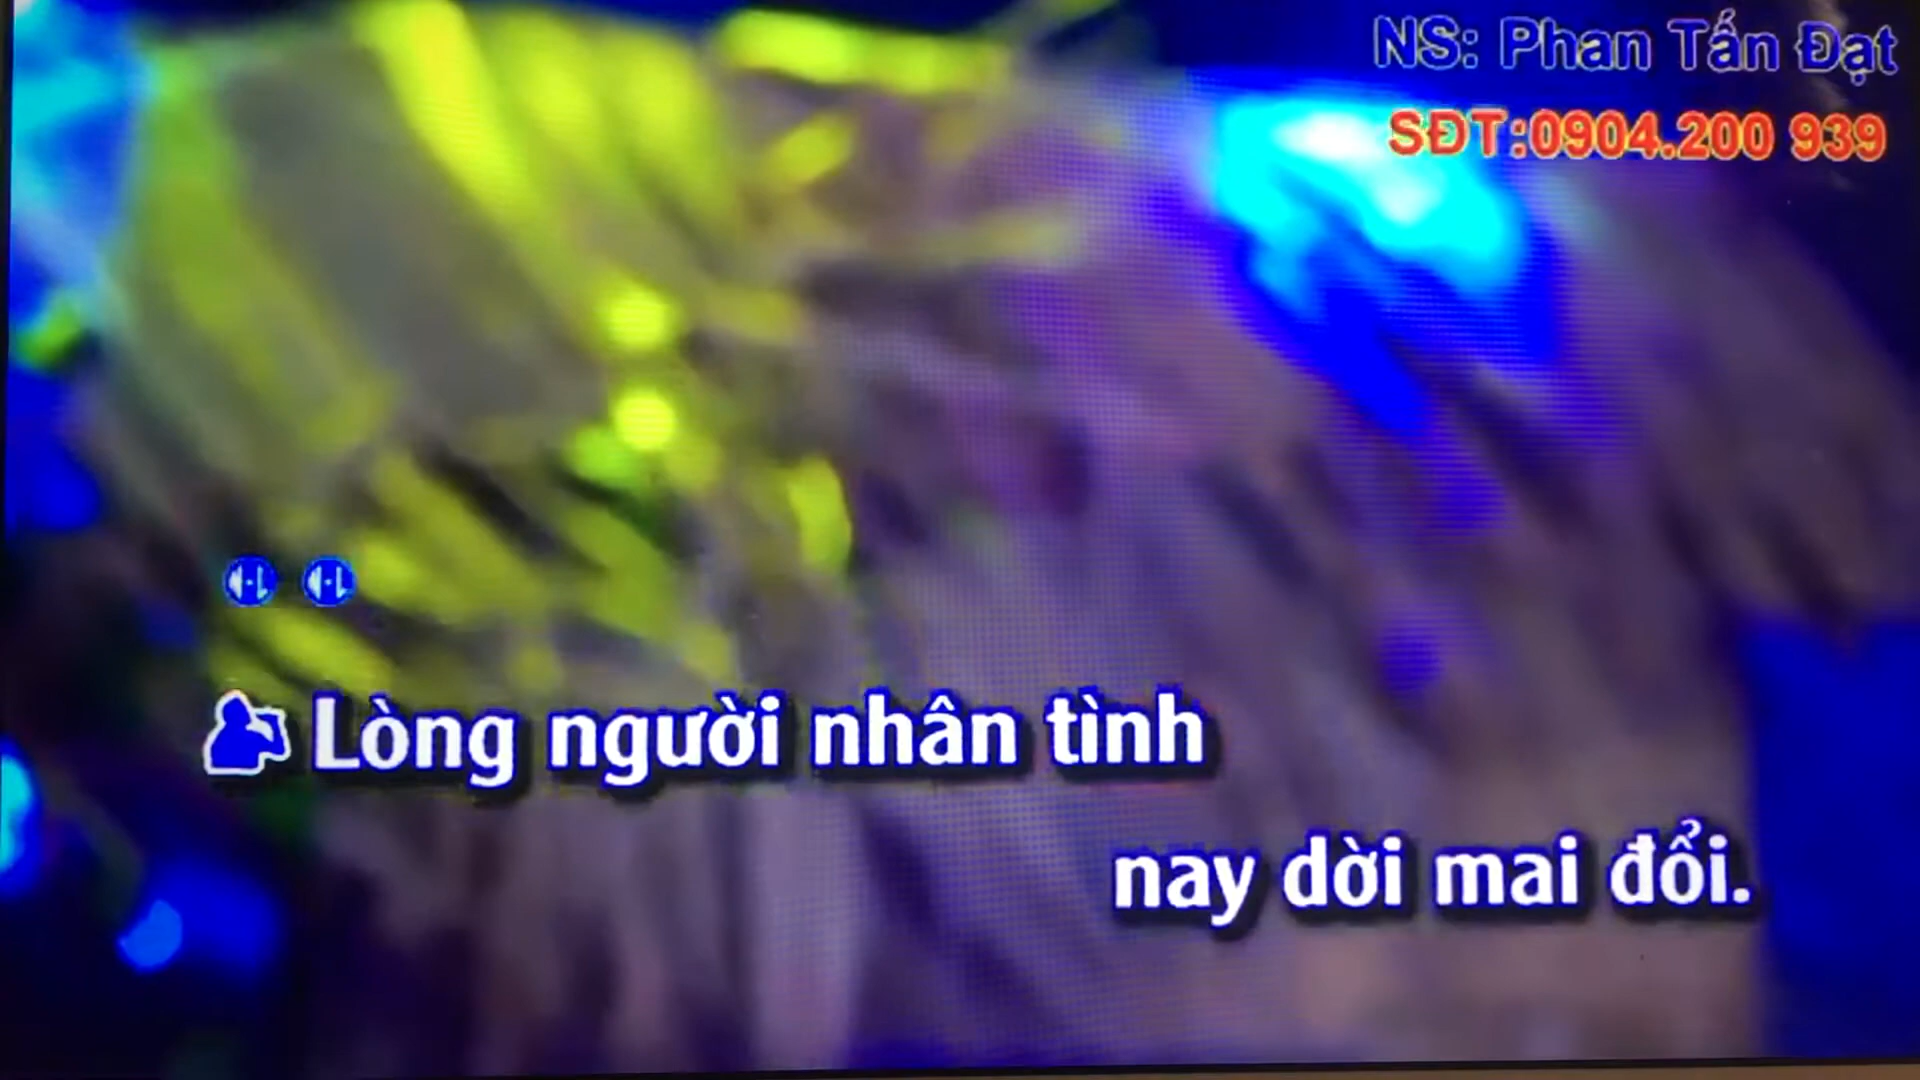 NS: Phan Tấn Đạt
SĐT:0904.200 939
Lòng người nhân tình
nay dời mai đổi.